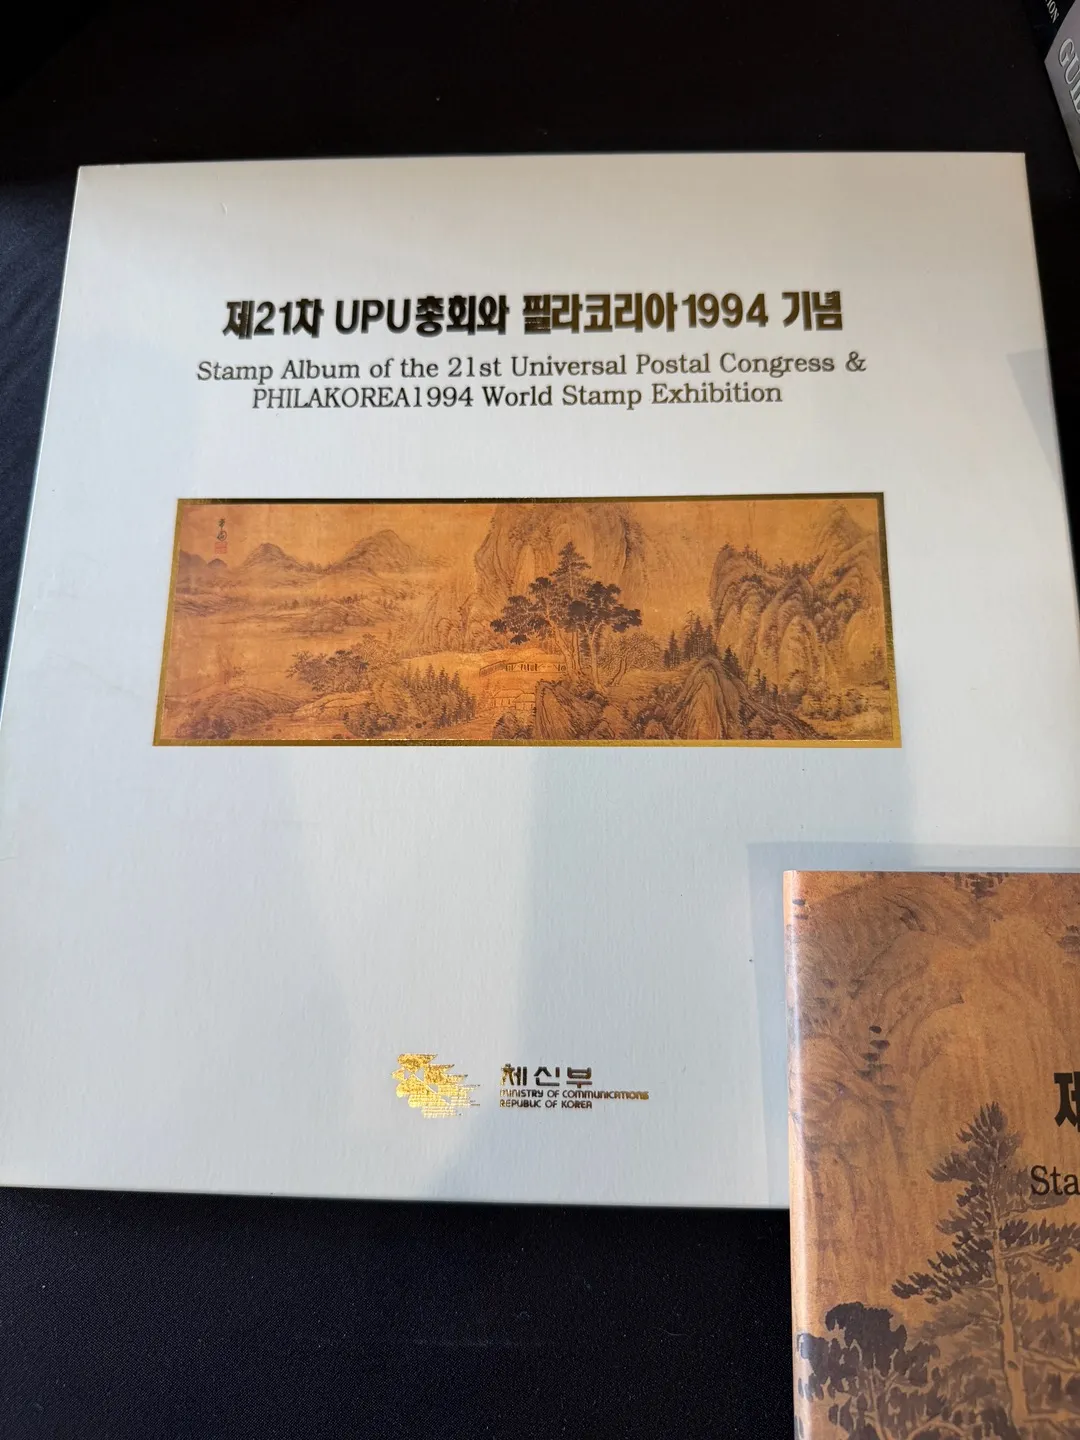 제21차 UPU총회와 필라코리아1994 기념
Stamp Album of the 21st Universal Postal Congress &
PHILAKOREA1994 World Stamp Exhibition
체신부
MINISTRY OF COMMUNICATIONS
REPUBLIC OF KOREA
제
Sta